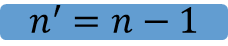 n′ = n − 1